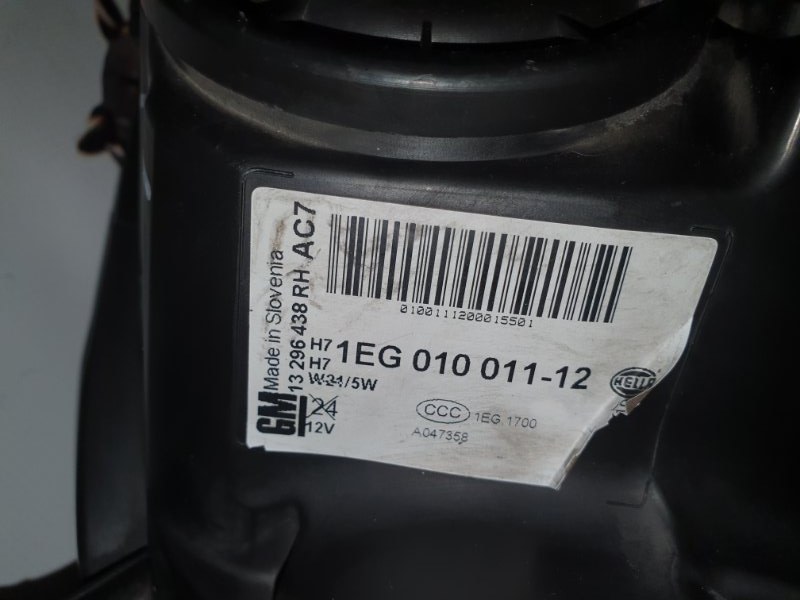 GM
Made in Slovenia
13 296 438 RH AC7
0100111200015501
H7
H7
W21/5W
24
12V
1EG 010 011-12
HELLA
CCC 1EG 1700
A047358